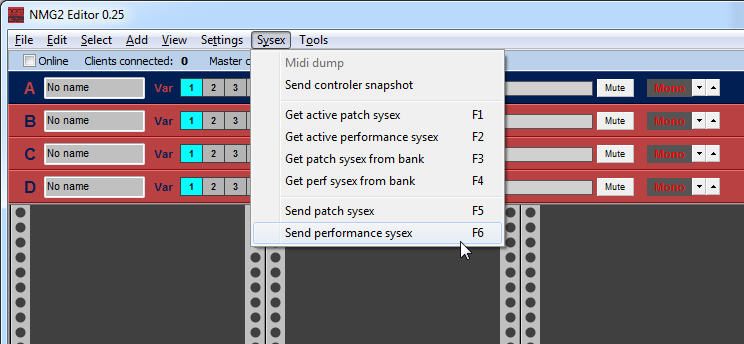 NMG2 Editor 0.25
File Edit Select Add View Settings Sysex Tools
Online Clients connected: 0 Master c
Midi dump
Send controler snapshot
Get active patch sysex F1
Get active performance sysex F2
Get patch sysex from bank F3
Get perf sysex from bank F4
Send patch sysex F5
Send performance sysex F6
A No name Var 1 2 3 Mute Mono
B No name Var 1 2 3 Mute Mono
C No name Var 1 2 3 Mute Mono
D No name Var 1 2 3 Mute Mono